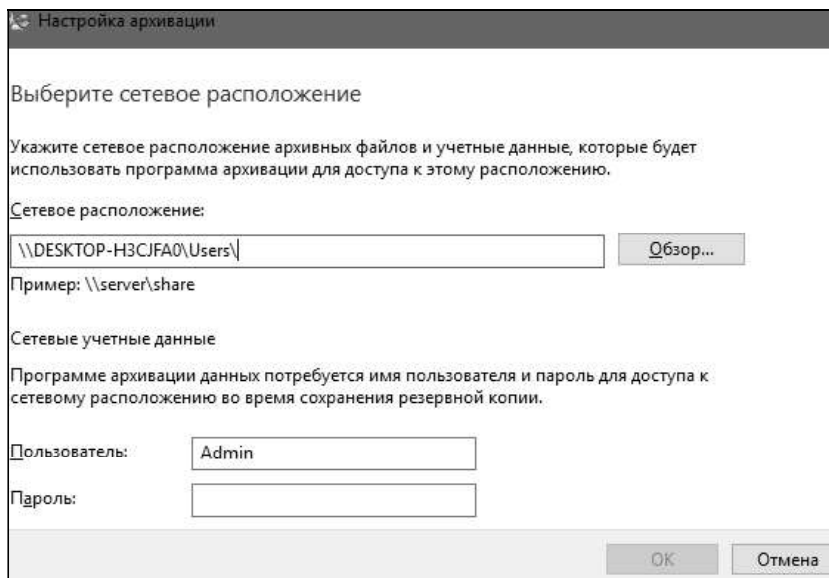 Настройка архивации
Выберите сетевое расположение
Укажите сетевое расположение архивных файлов и учетные данные, которые будет
использовать программа архивации для доступа к этому расположению.
Сетевое расположение:
\\DESKTOP-H3CJFA0\Users\
Обзор...
Пример: \\server\share
Сетевые учетные данные
Программе архивации данных потребуется имя пользователя и пароль для доступа к
сетевому расположению во время сохранения резервной копии.
Пользователь:
Admin
Пароль:
OK
Отмена